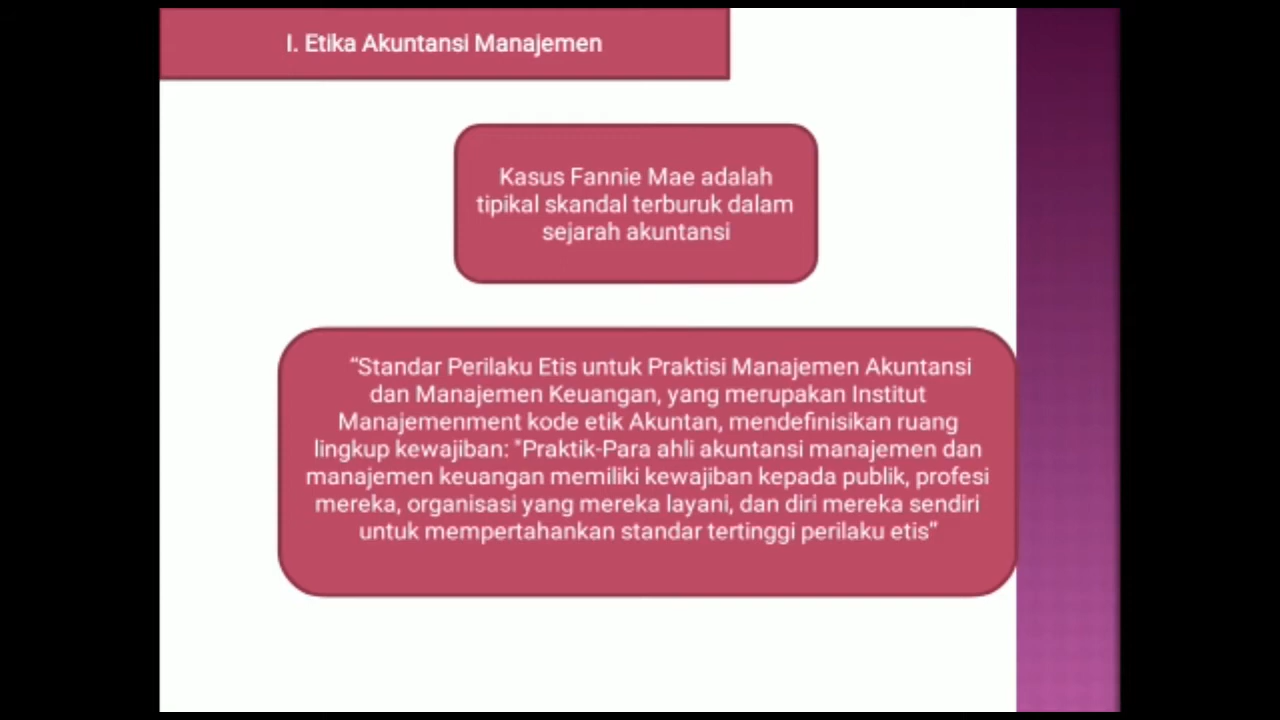 I. Etika Akuntansi Manajemen
Kasus Fannie Mae adalah
tipikal skandal terburuk dalam
sejarah akuntansi
“Standar Perilaku Etis untuk Praktisi Manajemen Akuntansi
dan Manajemen Keuangan, yang merupakan Institut
Manajemenment kode etik Akuntan, mendefinisikan ruang
lingkup kewajiban: "Praktik-Para ahli akuntansi manajemen dan
manajemen keuangan memiliki kewajiban kepada publik, profesi
mereka, organisasi yang mereka layani, dan diri mereka sendiri
untuk mempertahankan standar tertinggi perilaku etis”